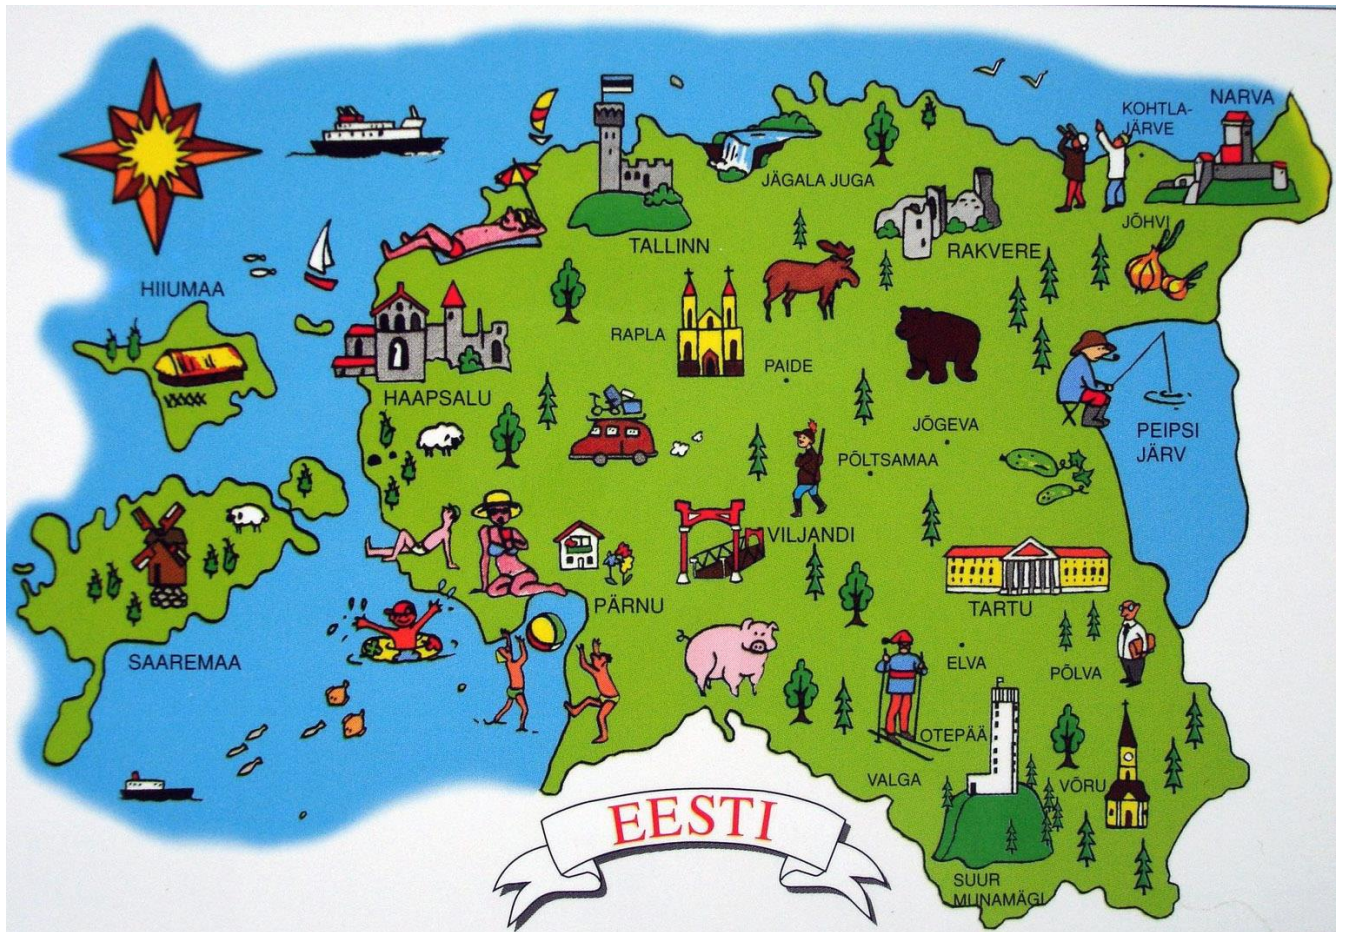 NARVA
KOHTLA-
JÄRVE
JÄGALA JUGA
JÕHVI
TALLINN
RAKVERE
HIIUMAA
RAPLA
PAIDE
HAAPSALU
JÕGEVA
PEIPSI
JÄRV
PÕLTSAMAA
VILJANDI
PÄRNU
TARTU
SAAREMAA
ELVA
PÕLVA
OTEPÄÄ
VALGA
VÕRU
EESTI
SUUR
MUNAMÄGI